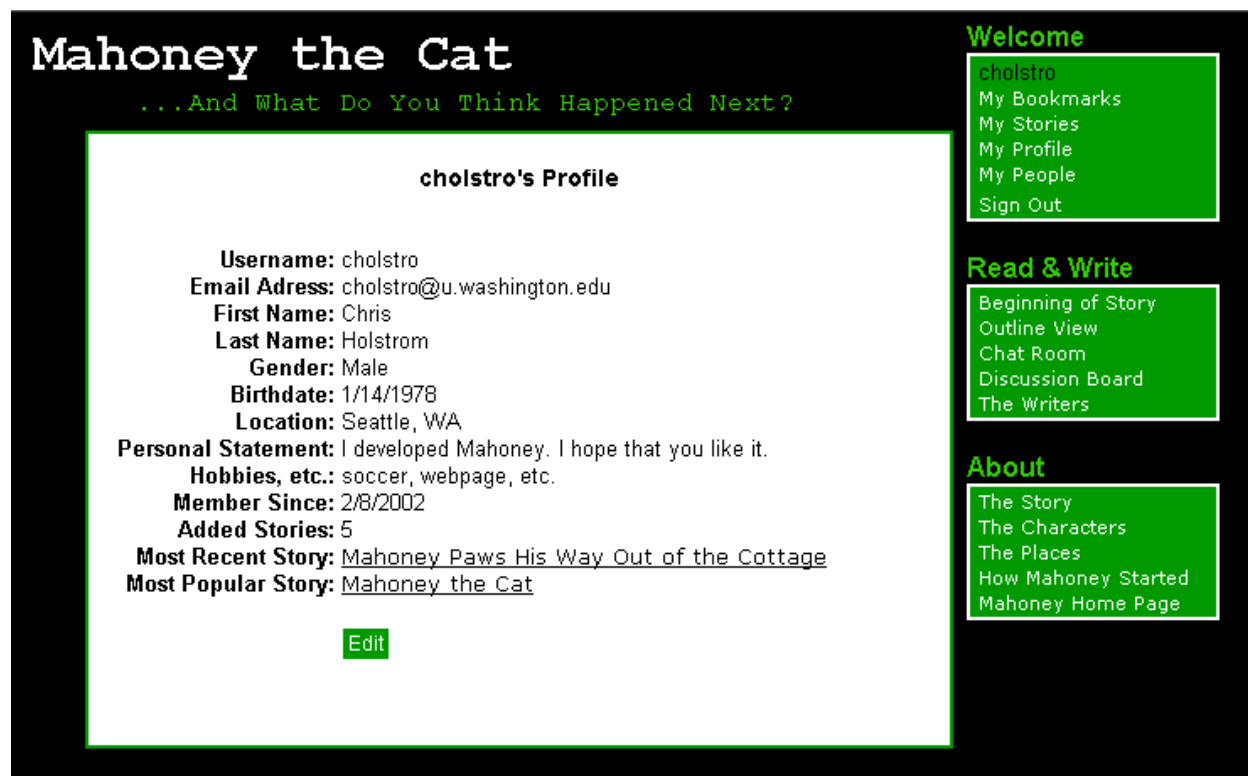 Mahoney the Cat
...And What Do You Think Happened Next?
cholstro's Profile
Username: cholstro
Email Adress: cholstro@u.washington.edu
First Name: Chris
Last Name: Holstrom
Gender: Male
Birthdate: 1/14/1978
Location: Seattle, WA
Personal Statement: I developed Mahoney. I hope that you like it.
Hobbies, etc.: soccer, webpage, etc.
Member Since: 2/8/2002
Added Stories: 5
Most Recent Story: Mahoney Paws His Way Out of the Cottage
Most Popular Story: Mahoney the Cat
Edit
Welcome
cholstro
My Bookmarks
My Stories
My Profile
My People
Sign Out
Read & Write
Beginning of Story
Outline View
Chat Room
Discussion Board
The Writers
About
The Story
The Characters
The Places
How Mahoney Started
Mahoney Home Page